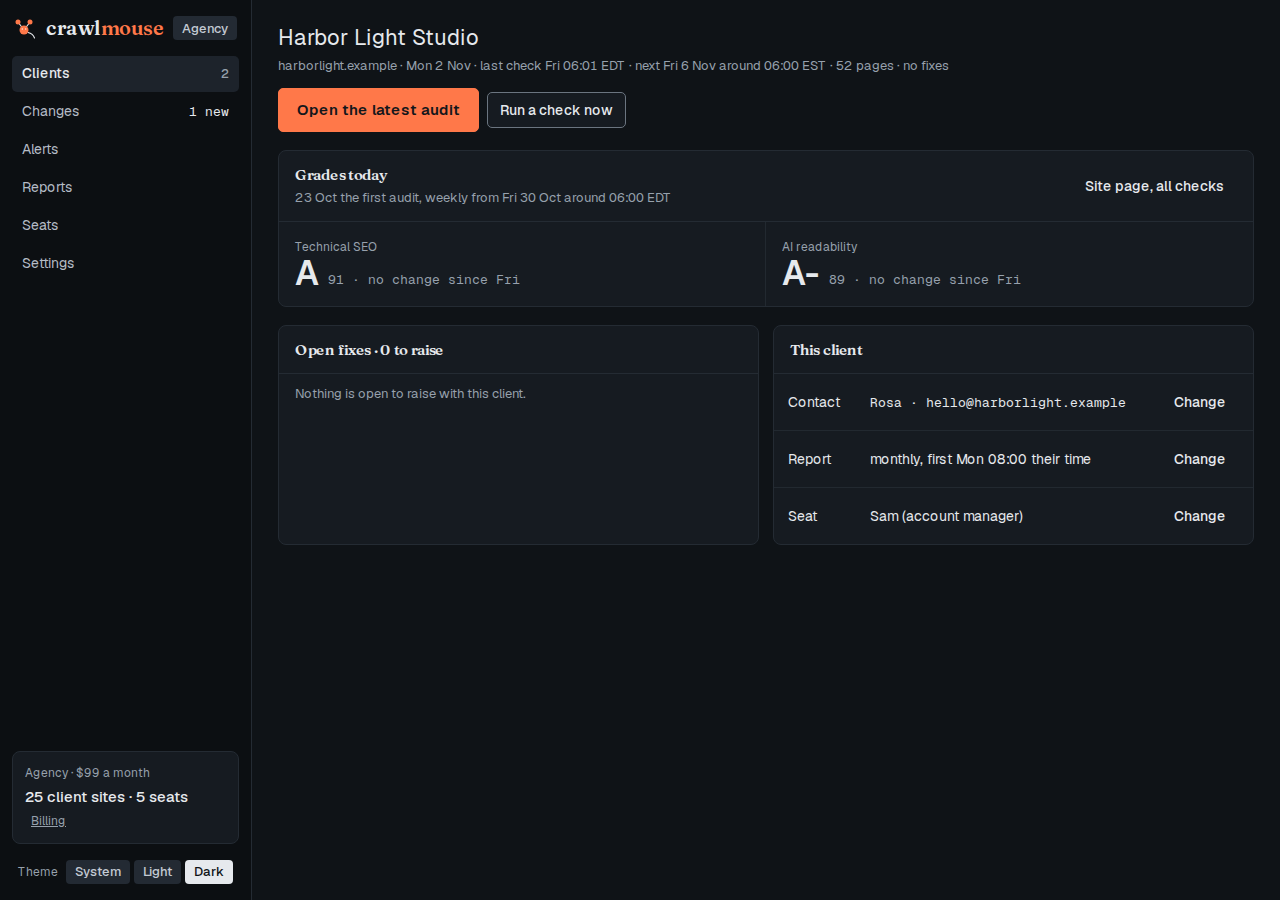 crawlmouse Agency
Clients 2
Changes 1 new
Alerts
Reports
Seats
Settings
Agency · $99 a month
25 client sites · 5 seats
Billing
Theme System Light Dark
Harbor Light Studio
harborlight.example · Mon 2 Nov · last check Fri 06:01 EDT · next Fri 6 Nov around 06:00 EST · 52 pages · no fixes
Open the latest audit Run a check now
Grades today
23 Oct the first audit, weekly from Fri 30 Oct around 06:00 EDT
Site page, all checks
Technical SEO
A 91 · no change since Fri
AI readability
A- 89 · no change since Fri
Open fixes · 0 to raise
Nothing is open to raise with this client.
This client
Contact Rosa · hello@harborlight.example Change
Report monthly, first Mon 08:00 their time Change
Seat Sam (account manager) Change